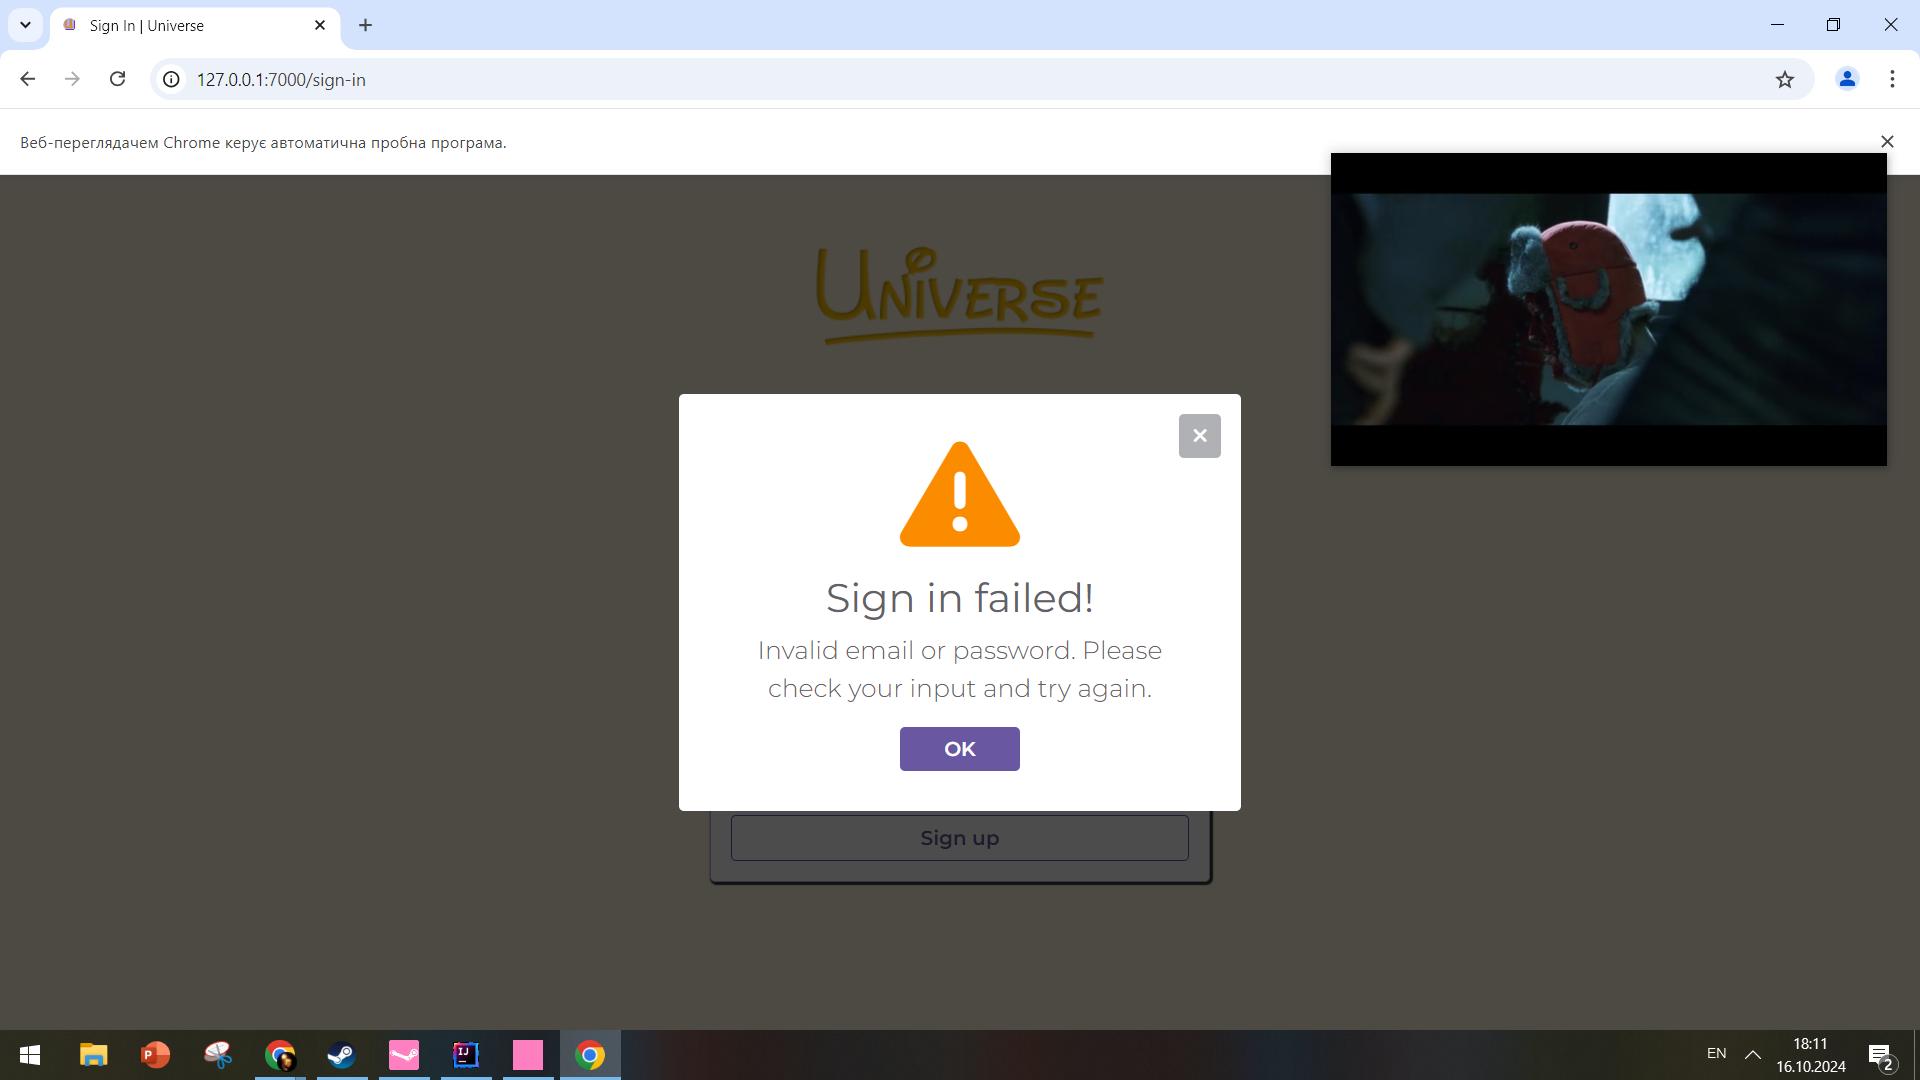 Sign In | Universe
127.0.0.1:7000/sign-in
Веб-переглядачем Chrome керує автоматична пробна програма.
UNIVERSE
Sign in failed!
Invalid email or password. Please
check your input and try again.
OK
Sign up
EN
18:11
16.10.2024
2